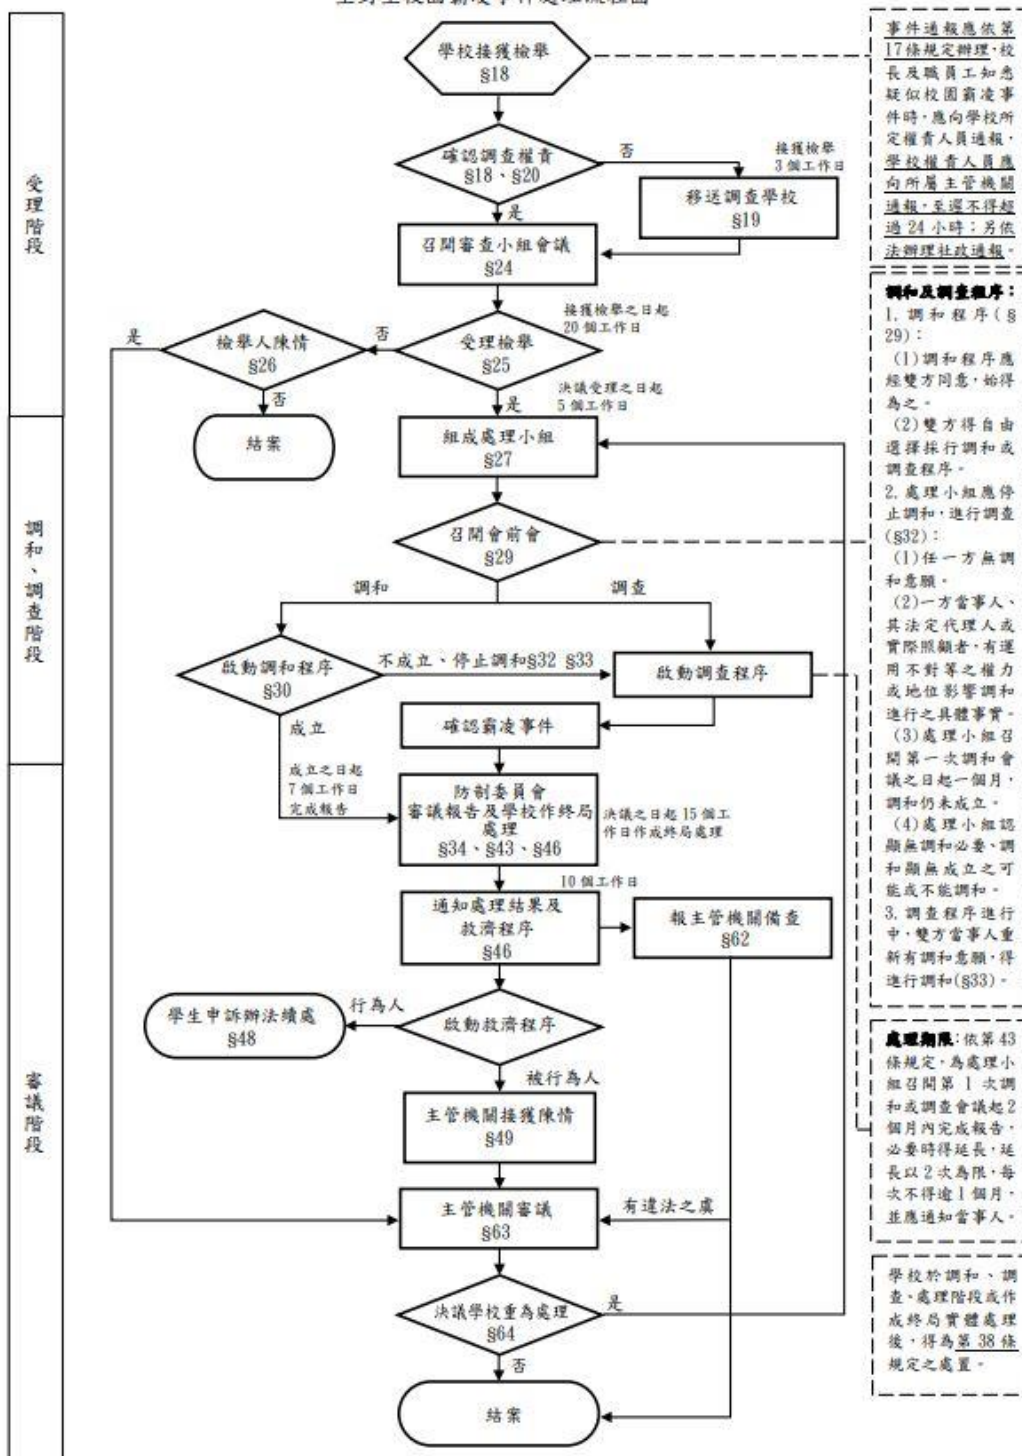 生對生校園霸凌事件處理流程圖
受理階段
學校接獲檢舉
§18
確認調查權責
§18、§20
否
接獲檢舉
3個工作日
移送調查學校
§19
是
召開審查小組會議
§24
接獲檢舉之日起
20個工作日
受理檢舉
§25
否
檢舉人陳情
§26
是
否
結案
決議受理之日起
5個工作日
是
調和、調查階段
組成處理小組
§27
召開會前會
§29
調和
調查
啟動調和程序
§30
不成立、停止調和§32 §33
啟動調查程序
成立
確認霸凌事件
審議階段
成立之日起
7個工作日
完成報告
防制委員會
審議報告及學校作終局
處理
§34、§43、§46
決議之日起15個工
作日作成終局處理
10個工作日
通知處理結果及
救濟程序
§46
報主管機關備查
§62
啟動救濟程序
行為人
學生申訴辦法續處
§48
被行為人
主管機關接獲陳情
§49
主管機關審議
§63
有違法之虞
決議學校重為處理
§64
是
否
結案
事件通報應依第
17條規定辦理,校
長及職員工知悉
疑似校園霸凌事
件時,應向學校所
定權責人員通報,
學校權責人員應
向所屬主管機關
通報,至遲不得超
過24小時;另依
法辦理社政通報。
調和及調查程序:
1.調和程序(§
29):
(1)調和程序應
經雙方同意,始得
為之。
(2)雙方得自由
選擇採行調和或
調查程序。
2.處理小組應停
止調和,進行調查
(§32):
(1)任一方無調
和意願。
(2)一方當事人、
其法定代理人或
實際照顧者,有運
用不對等之權力
或地位影響調和
進行之具體事實。
(3)處理小組召
開第一次調和會
議之日起一個月,
調和仍未成立。
(4)處理小組認
顯無調和必要、調
和顯無成立之可
能或不能調和。
3.調查程序進行
中,雙方當事人重
新有調和意願,得
進行調和(§33)。
處理期限:依第43
條規定,為處理小
組召開第1次調
和或調查會議起2
個月內完成報告,
必要時得延長,延
長以2次為限,每
次不得逾1個月,
並應通知當事人。
學校於調和、調
查、處理階段或作
成終局實體處理
後,得為第38條
規定之處置。